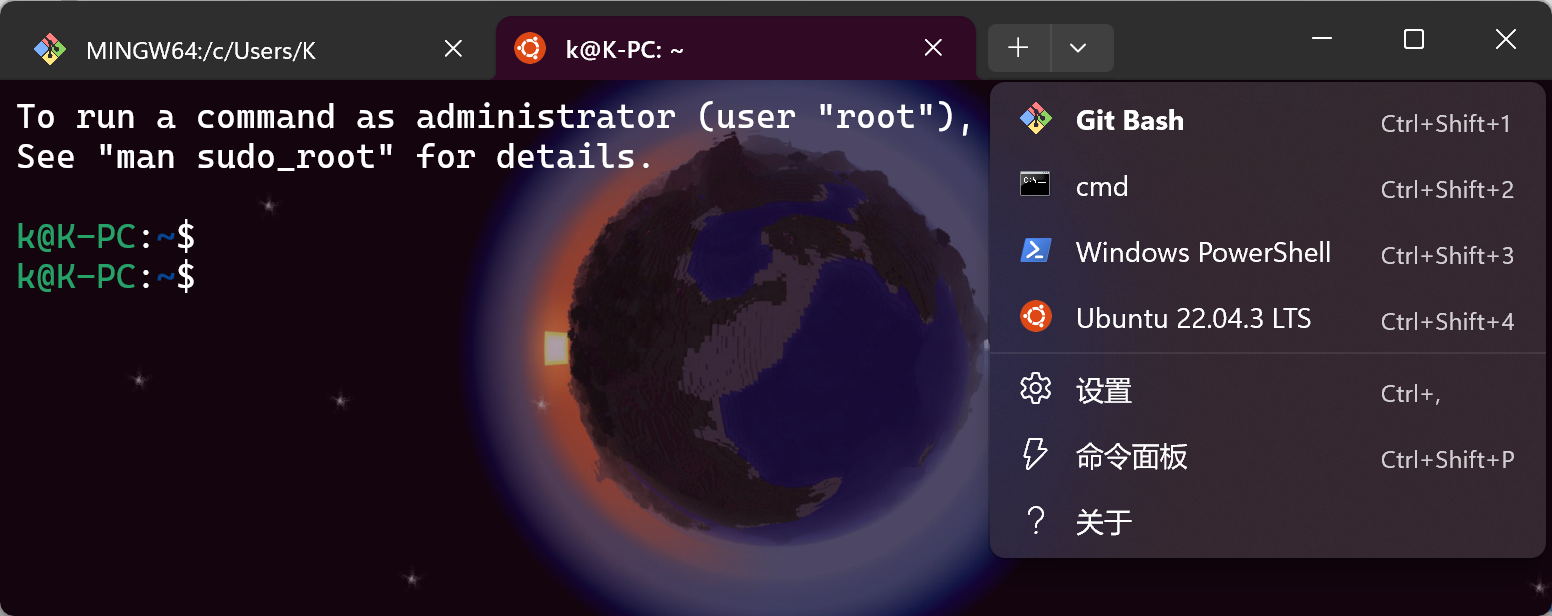 MINGW64:/c/Users/K
k@K-PC: ~
To run a command as administrator (user "root"),
See "man sudo_root" for details.
k@K-PC:~$
k@K-PC:~$
Git Bash Ctrl+Shift+1
cmd Ctrl+Shift+2
Windows PowerShell Ctrl+Shift+3
Ubuntu 22.04.3 LTS Ctrl+Shift+4
设置 Ctrl+,
命令面板 Ctrl+Shift+P
关于